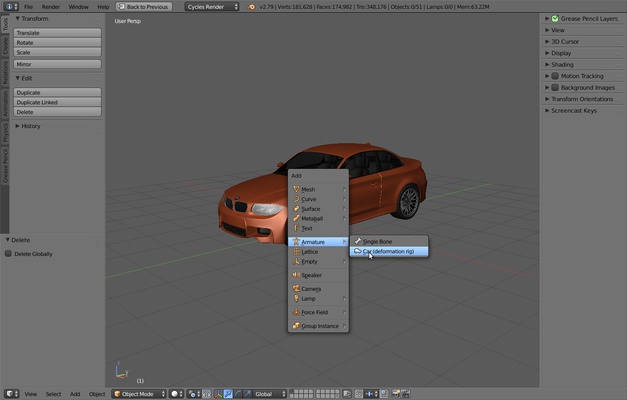 File
Render
Window
Help
Back to Previous
Cycles Render
v2.79 | Verts:181,628 | Faces:174,982 | Tris:348,176 | Objects:0/51 | Lamps:0/0 | Mem:63.22M
Tools
Create
Relations
Animation
Physics
Grease Pencil
Transform
Translate
Rotate
Scale
Mirror
Edit
Duplicate
Duplicate Linked
Delete
History
Delete
Delete Globally
User Persp
Add
Mesh
Curve
Surface
Metaball
Text
Armature
Lattice
Empty
Speaker
Camera
Lamp
Force Field
Group Instance
Single Bone
Car (deformation rig)
(1)
Grease Pencil Layers
View
3D Cursor
Display
Shading
Motion Tracking
Background Images
Transform Orientations
Screencast Keys
View
Select
Add
Object
Object Mode
Global